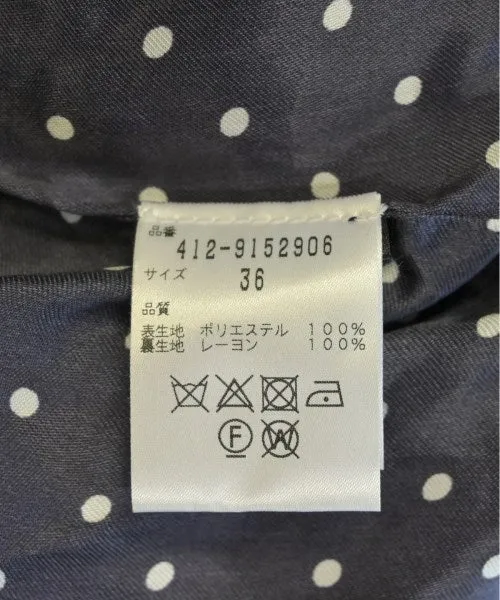 品番
412-9152906
サイズ 36
品質
表生地 ポリエステル 100%
裏生地 レーヨン 100%
F W